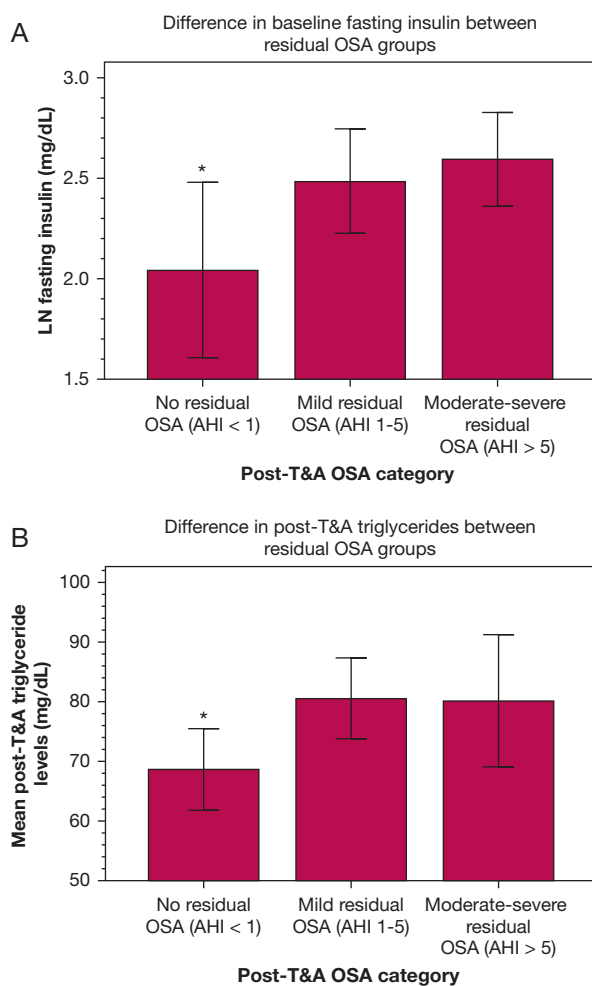 A
Difference in baseline fasting insulin between
residual OSA groups
LN fasting insulin (mg/dL)
3.0
2.5
2.0
1.5
*
No residual
OSA (AHI < 1)
Mild residual
OSA (AHI 1-5)
Moderate-severe
residual
OSA (AHI > 5)
Post-T&A OSA category
B
Difference in post-T&A triglycerides between
residual OSA groups
Mean post-T&A triglyceride
levels (mg/dL)
100
90
80
70
60
50
*
No residual
OSA (AHI < 1)
Mild residual
OSA (AHI 1-5)
Moderate-severe
residual
OSA (AHI > 5)
Post-T&A OSA category